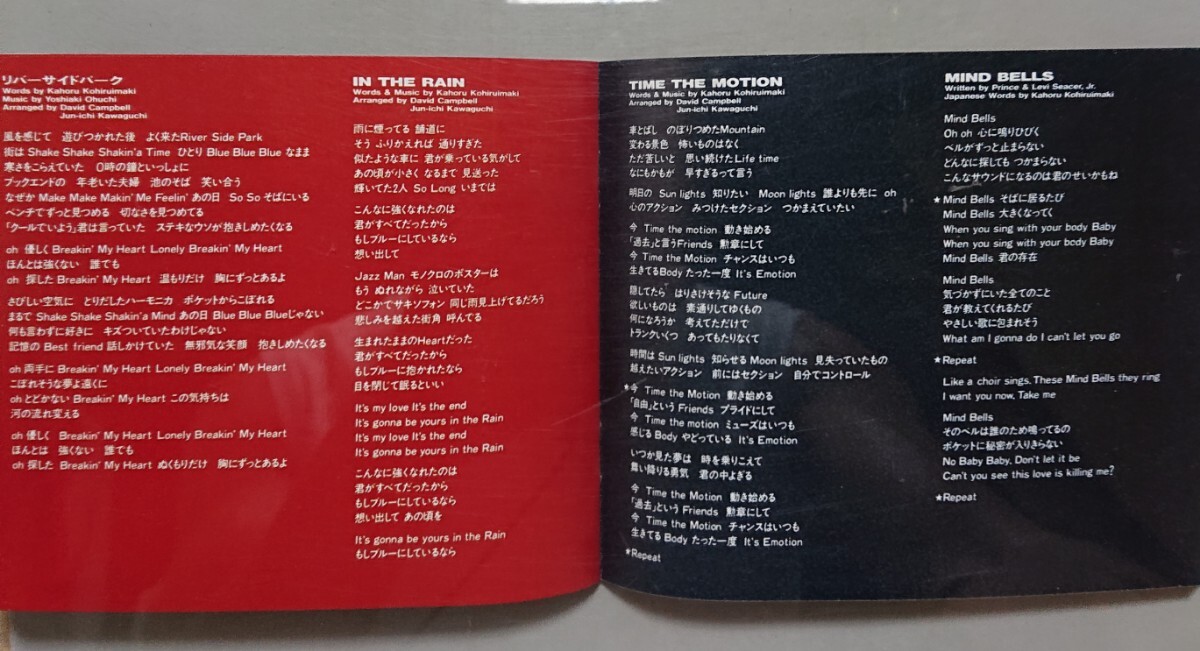 リバーサイドパーク
Words by Kahoru Kohiruimaki
Music by Yoshiaki Ohuchi
Arranged by David Campbell
Jun-ichi Kawaguchi
風を感じて 遊びつかれた後 よく来たRiver Side Park
街は Shake Shake Shakin'a Time ひとり Blue Blue Blue なまま
寒さをこらえていた 0時の鐘といっしょに
ブックエンドの 年老いた夫婦 池のそば 笑い合う
なぜか Make Make Makin' Me Feelin' あの日 So So そばにいる
ベンチでずっと見つめる 切なさを見つめてる
「クールでいよう」君は言っていた ステキなウソが抱きしめたくなる
oh 優しく Breakin' My Heart Lonely Breakin' My Heart
ほんとは強くない 誰でも
oh 探した Breakin' My Heart 温もりだけ 胸にずっとあるよ
さびしい空気に とりだしたハーモニカ ポケットからこぼれる
まるで Shake Shake Shakin'a Mind あの日 Blue Blue Blueじゃない
何も言わずに好きに キズついていたわけじゃない
記憶の Best friend 話しかけていた 無邪気な笑顔 抱きしめたくなる
oh 両手に Breakin' My Heart Lonely Breakin' My Heart
こぼれそうな夢よ遠くに
oh とどかない Breakin' My Heart この気持ちは
河の流れ変える
oh 優しく Breakin' My Heart Lonely Breakin' My Heart
ほんとは 強くない 誰でも
oh 探した Breakin' My Heart ぬくもりだけ 胸にずっとあるよ
IN THE RAIN
Words & Music by Kahoru Kohiruimaki
Arranged by David Campbell
Jun-ichi Kawaguchi
雨に煙ってる 舗道に
そう ふりかえれば 通りすぎた
似たような車に 君が乗っている気がして
あの頃が小さく なるまで 見送った
輝いてた2人 So Long いまでは
こんなに強くなれたのは
君がすべてだったから
もしブルーにしているなら
想い出して
Jazz Man モノクロのポスターは
もう ぬれながら 泣いていた
どこかでサキソフォン 同じ雨見上げてるだろう
悲しみを越えた街角 呼んでる
生まれたままのHeartだった
君がすべてだったから
もしブルーに抱かれたなら
目を閉じて眠るといい
It's my love It's the end
It's gonna be yours in the Rain
It's my love It's the end
It's gonna be yours in the Rain
こんなに強くなれたのは
君がすべてだったから
もしブルーにしているなら
想い出して あの頃を
It's gonna be yours in the Rain
もしブルーにしているなら
TIME THE MOTION
Words & Music by Kahoru Kohiruimaki
Arranged by David Campbell
Jun-ichi Kawaguchi
車とばし のぼりつめたMountain
変わる景色 怖いものはなく
ただ苦しいと 思い続けたLife time
なにもかもが 早すぎるって言う
明日の Sun lights 知りたい Moon lights 誰よりも先に oh
心のアクション みつけたセクション つかまえていたい
今 Time the motion 動き始める
「過去」と言うFriends 勲章にして
今 Time the Motion チャンスはいつも
生きてるBody たった一度 It's Emotion
隠してたら はりさけそうな Future
欲しいものは 素通りしてゆくもの
何になろうか 考えてただけで
トランクいくつ あってもたりなくて
時間は Sun lights 知らせる Moon lights 見失っていたもの
越えたいアクション 前にはセクション 自分でコントロール
*今 Time the Motion 動き始める
「自由」という Friends プライドにして
今 Time the motion ミューズはいつも
感じる Body やどっている It's Emotion
いつか見た夢は 時を乗りこえて
舞い降りる勇気 君の中よぎる
今 Time the Motion 動き始める
「過去」という Friends 勲章にして
今 Time the Motion チャンスはいつも
生きてる Body たった一度 It's Emotion
*Repeat
MIND BELLS
Written by Prince & Levi Seacer, Jr.
Japanese Words by Kahoru Kohiruimaki
Mind Bells
Oh oh 心に鳴りひびく
ベルがずっと止まらない
どんなに探しても つかまらない
こんなサウンドになるのは君のせいかもね
★Mind Bells そばに居るたび
Mind Bells 大きくなってく
When you sing with your body Baby
When you sing with your body Baby
Mind Bells 君の存在
Mind Bells
気づかずにいた全てのこと
君が教えてくれるたび
やさしい歌に包まれそう
What am I gonna do I can't let you go
★Repeat
Like a choir sings. These Mind Bells they ring
I want you now. Take me
Mind Bells
そのベルは誰のため鳴ってるの
ポケットに秘密が入りきらない
No Baby Baby, Don't let it be
Can't you see this love is killing me?
★Repeat